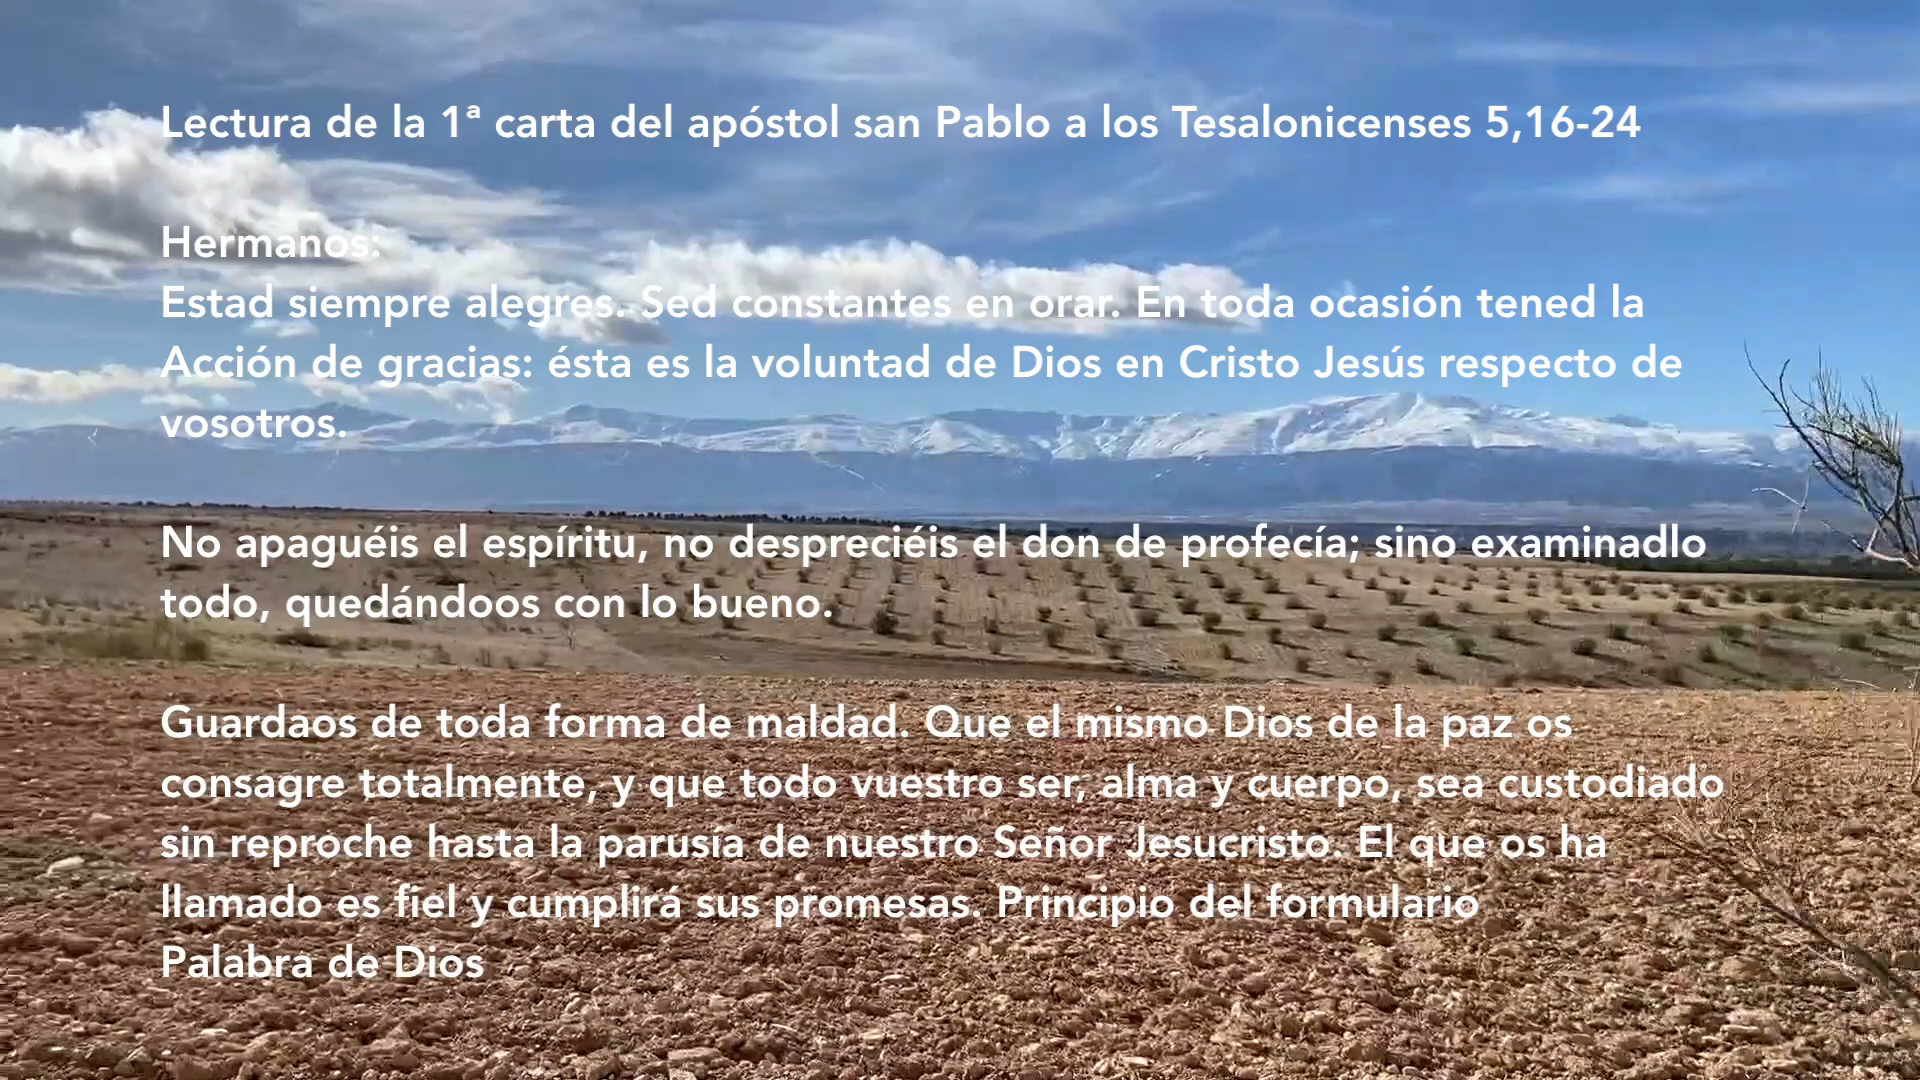 Lectura de la 1ª carta del apóstol san Pablo a los Tesalonicenses 5,16-24
Hermanos:
Estad siempre alegres. Sed constantes en orar. En toda ocasión tened la
Acción de gracias: ésta es la voluntad de Dios en Cristo Jesús respecto de
vosotros.
No apaguéis el espíritu, no despreciéis el don de profecía; sino examinadlo
todo, quedándoos con lo bueno.
Guardaos de toda forma de maldad. Que el mismo Dios de la paz os
consagre totalmente, y que todo vuestro ser, alma y cuerpo, sea custodiado
sin reproche hasta la parusía de nuestro Señor Jesucristo. El que os ha
llamado es fiel y cumplirá sus promesas. Principio del formulario
Palabra de Dios